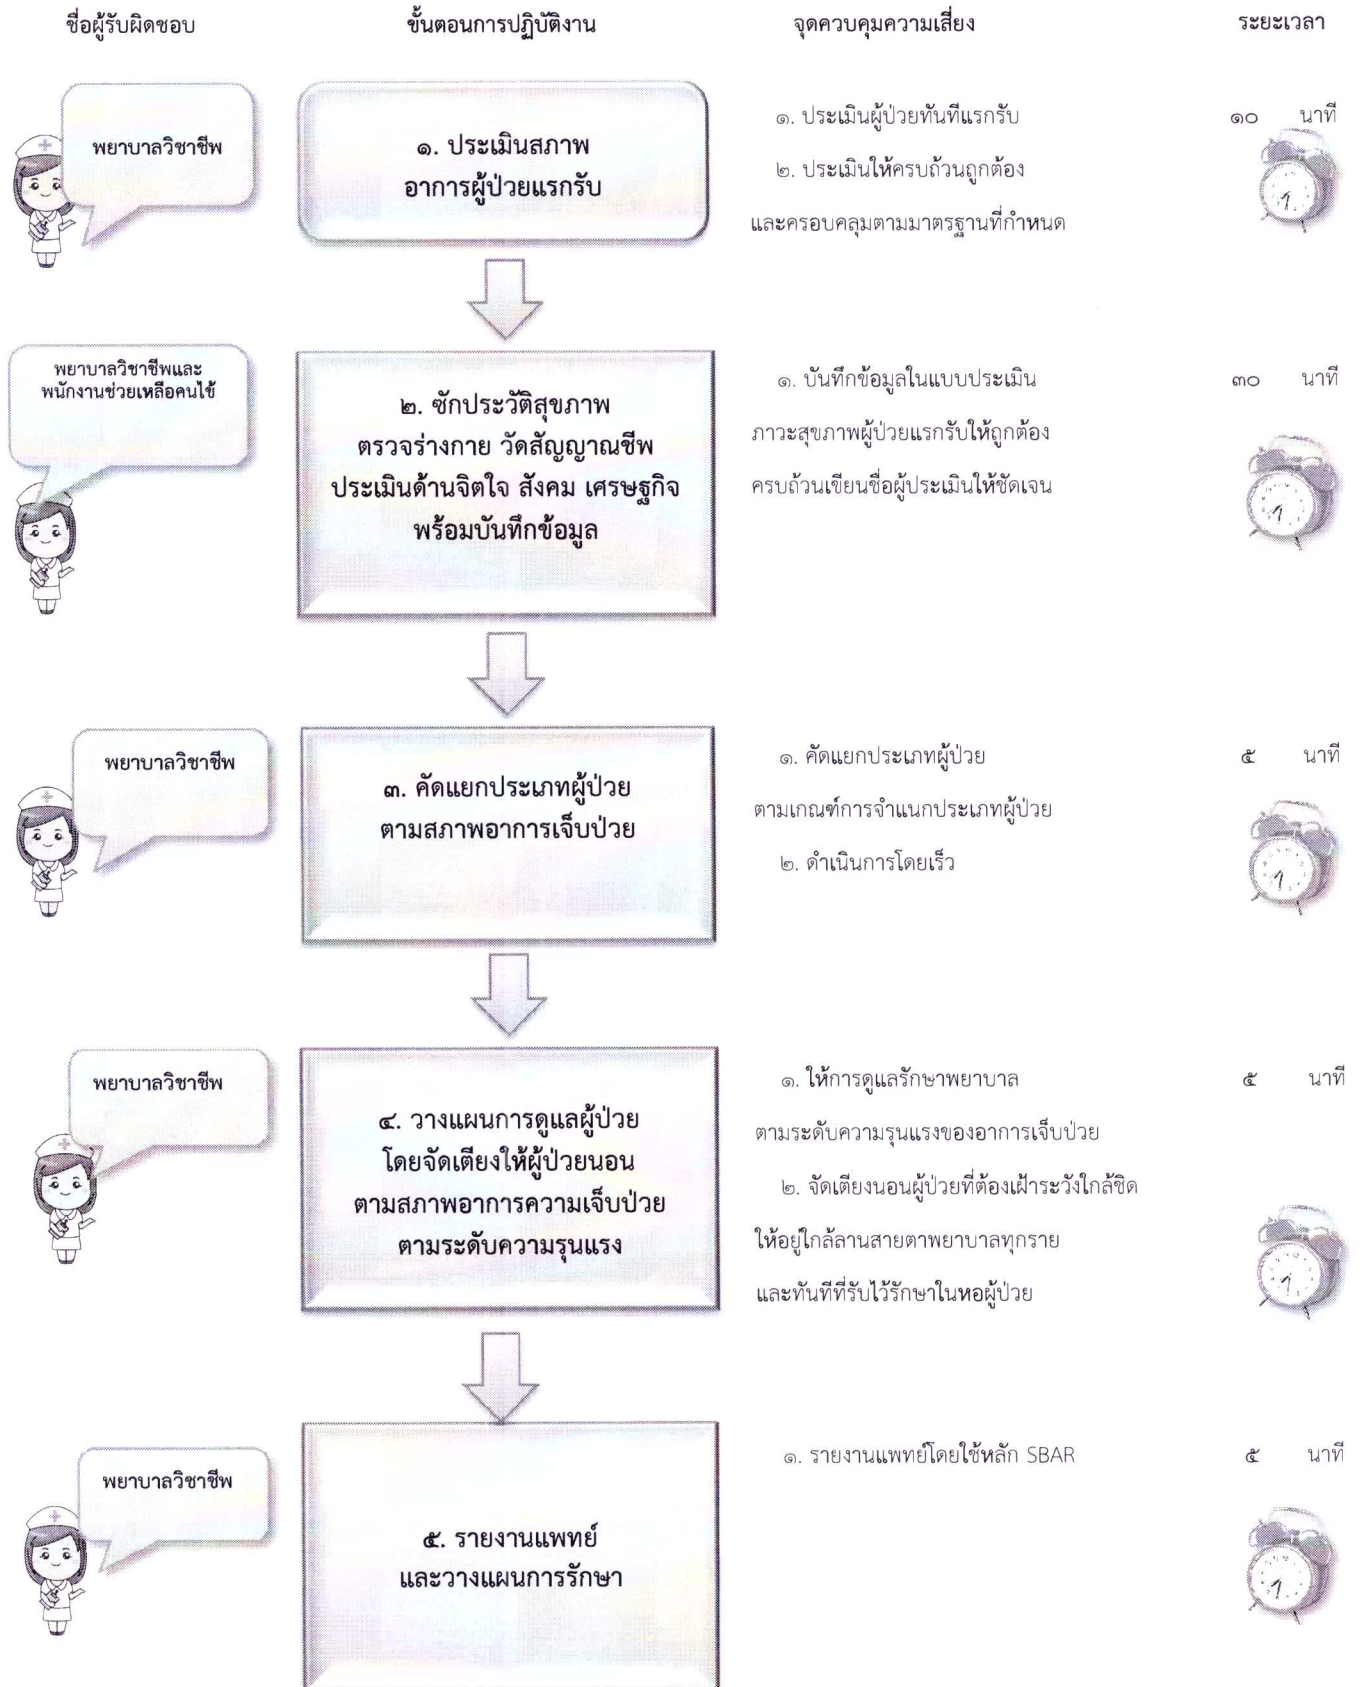 ชื่อผู้รับผิดชอบ
ขั้นตอนการปฏิบัติงาน
จุดควบคุมความเสี่ยง
ระยะเวลา
พยาบาลวิชาชีพ
๑. ประเมินสภาพ
อาการผู้ป่วยแรกรับ
๑. ประเมินผู้ป่วยทันทีแรกรับ
๒. ประเมินให้ครบถ้วนถูกต้อง
และครอบคลุมตามมาตรฐานที่กำหนด
๑๐ นาที
พยาบาลวิชาชีพและ
พนักงานช่วยเหลือคนไข้
๒. ซักประวัติสุขภาพ
ตรวจร่างกาย วัดสัญญาณชีพ
ประเมินด้านจิตใจ สังคม เศรษฐกิจ
พร้อมบันทึกข้อมูล
๑. บันทึกข้อมูลในแบบประเมิน
ภาวะสุขภาพผู้ป่วยแรกรับให้ถูกต้อง
ครบถ้วนเขียนชื่อผู้ประเมินให้ชัดเจน
๓๐ นาที
พยาบาลวิชาชีพ
๓. คัดแยกประเภทผู้ป่วย
ตามสภาพอาการเจ็บป่วย
๑. คัดแยกประเภทผู้ป่วย
ตามเกณฑ์การจำแนกประเภทผู้ป่วย
๒. ดำเนินการโดยเร็ว
๕ นาที
พยาบาลวิชาชีพ
๔. วางแผนการดูแลผู้ป่วย
โดยจัดเตียงให้ผู้ป่วยนอน
ตามสภาพอาการความเจ็บป่วย
ตามระดับความรุนแรง
๑. ให้การดูแลรักษาพยาบาล
ตามระดับความรุนแรงของอาการเจ็บป่วย
๒. จัดเตียงนอนผู้ป่วยที่ต้องเฝ้าระวังใกล้ชิด
ให้อยู่ใกล้ลานสายตาพยาบาลทุกราย
และทันทีที่รับไว้รักษาในหอผู้ป่วย
๕ นาที
พยาบาลวิชาชีพ
๕. รายงานแพทย์
และวางแผนการรักษา
๑. รายงานแพทย์โดยใช้หลัก SBAR
๕ นาที